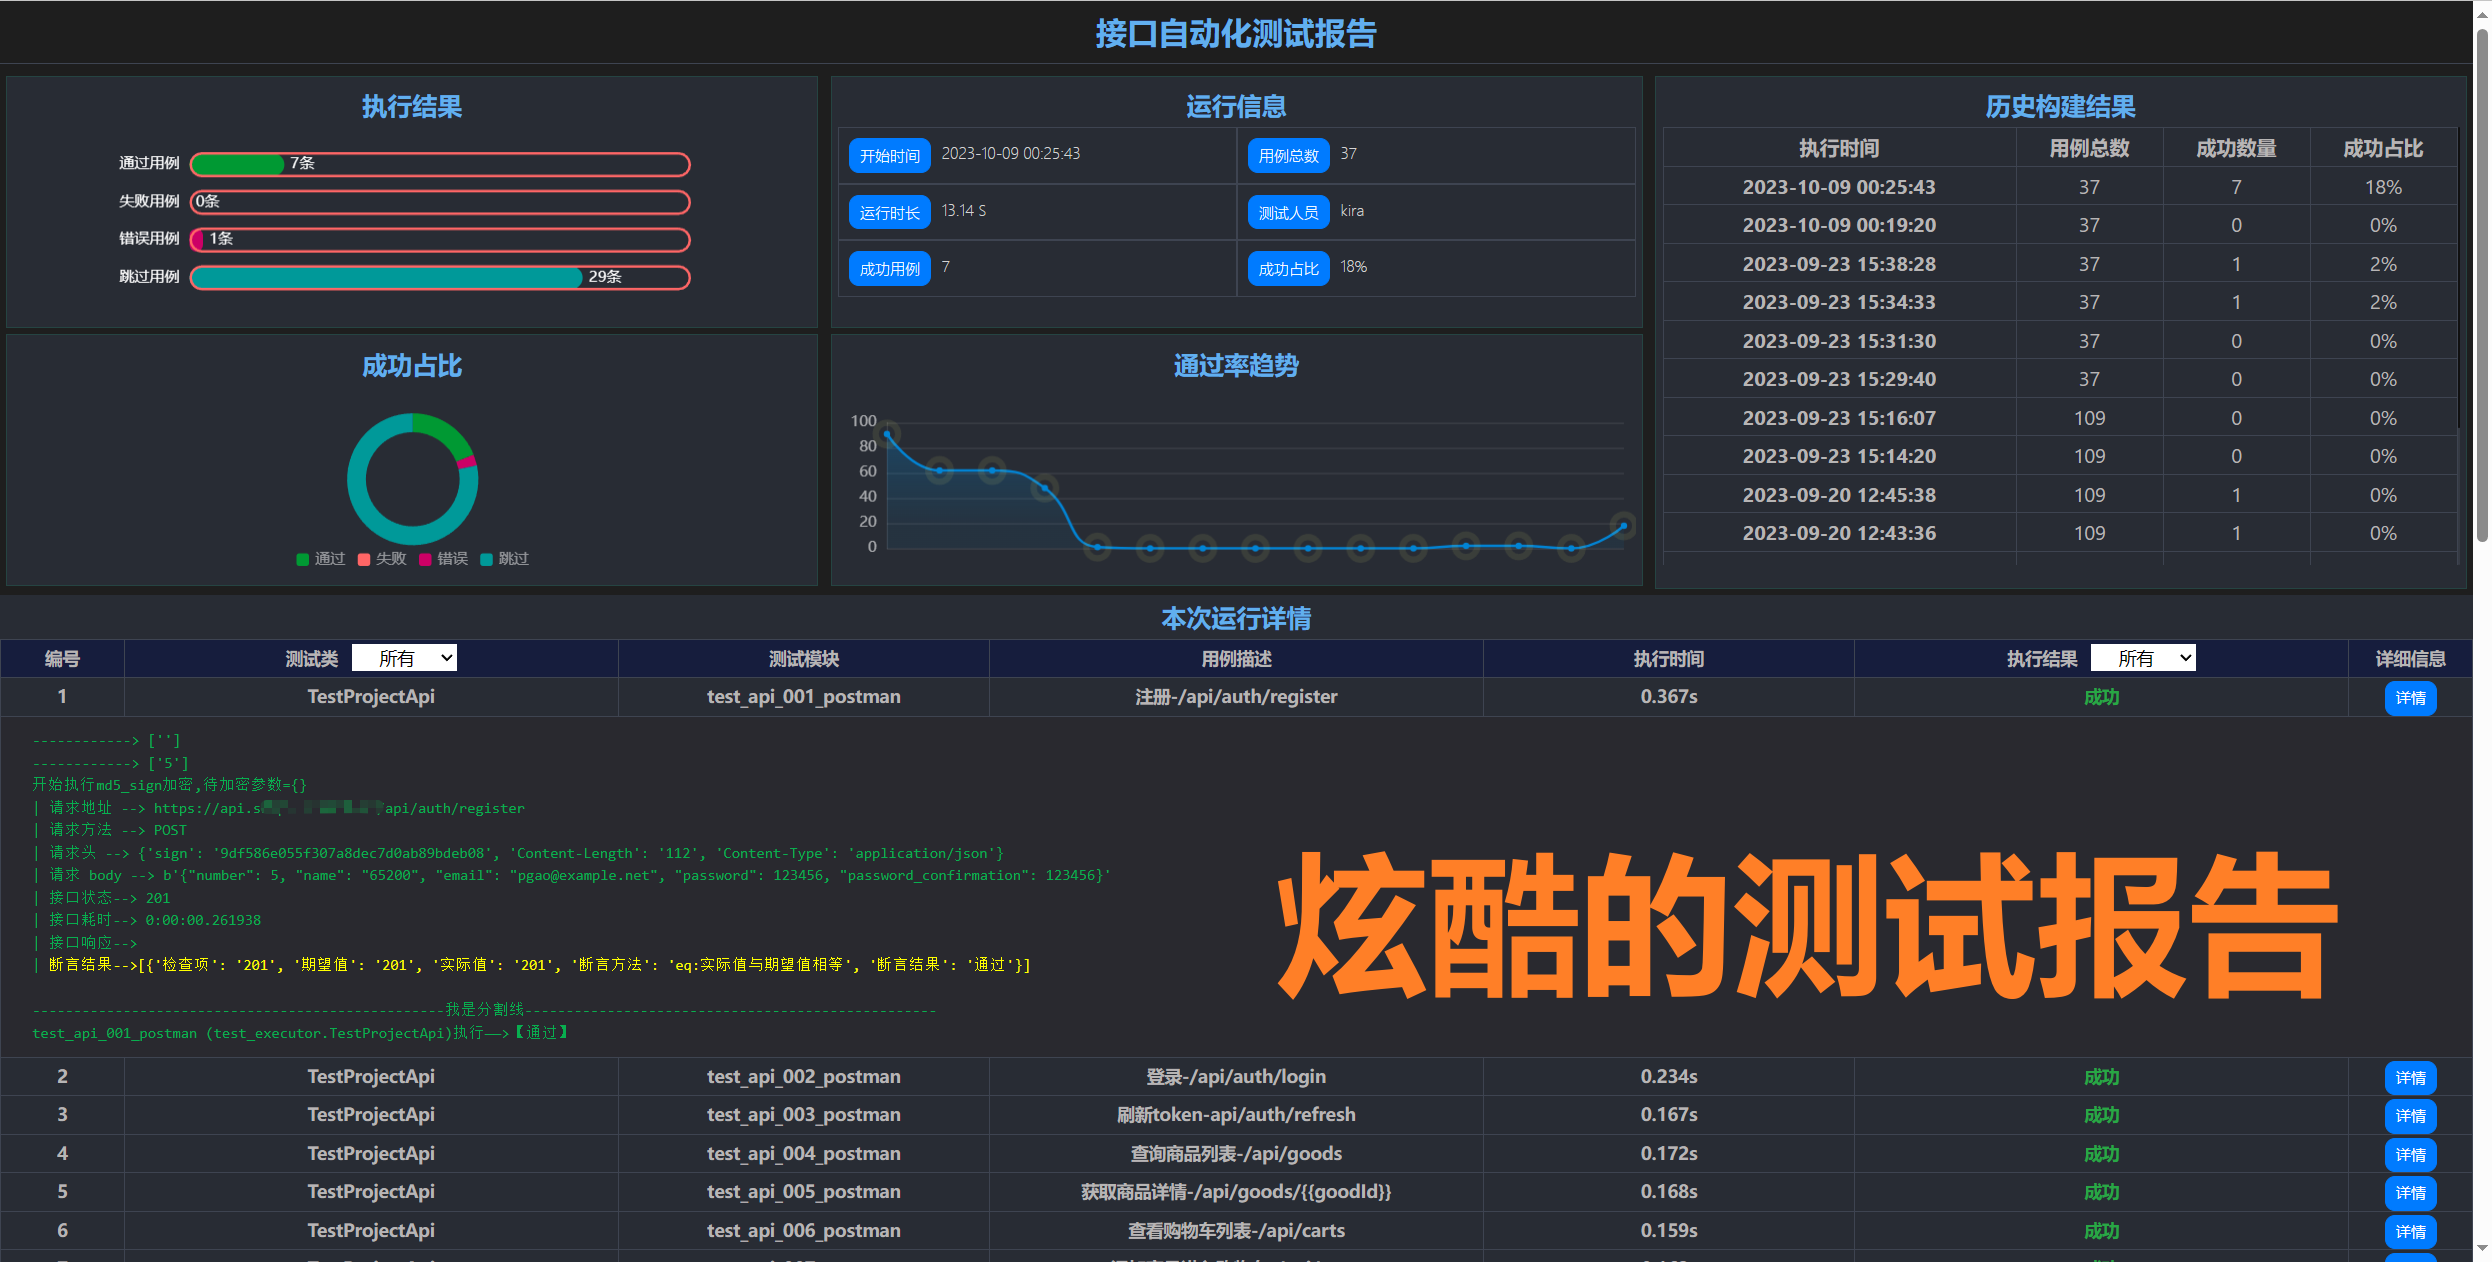 接口自动化测试报告
执行结果
通过用例 7条
失败用例 0条
错误用例 1条
跳过用例 29条
运行信息
开始时间 2023-10-09 00:25:43 用例总数 37
运行时长 13.14 S 测试人员 kira
成功用例 7 成功占比 18%
历史构建结果
执行时间 用例总数 成功数量 成功占比
2023-10-09 00:25:43 37 7 18%
2023-10-09 00:19:20 37 0 0%
2023-09-23 15:38:28 37 1 2%
2023-09-23 15:34:33 37 1 2%
2023-09-23 15:31:30 37 0 0%
2023-09-23 15:29:40 37 0 0%
2023-09-23 15:16:07 109 0 0%
2023-09-23 15:14:20 109 0 0%
2023-09-20 12:45:38 109 1 0%
2023-09-20 12:43:36 109 1 0%
成功占比
通过 失败 错误 跳过
通过率趋势
100
80
60
40
20
0
本次运行详情
编号 测试类 所有 测试模块 用例描述 执行时间 执行结果 所有 详细信息
1 TestProjectApi test_api_001_postman 注册-/api/auth/register 0.367s 成功 详情
------------> ['']
------------> ['5']
开始执行md5_sign加密,待加密参数={}
| 请求地址 --> https://api.s api/auth/register
| 请求方法 --> POST
| 请求头 --> {'sign': '9df586e055f307a8dec7d0ab89bdeb08', 'Content-Length': '112', 'Content-Type': 'application/json'}
| 请求 body --> b'{"number": 5, "name": "65200", "email": "pgao@example.net", "password": 123456, "password_confirmation": 123456}'
| 接口状态--> 201
| 接口耗时--> 0:00:00.261938
| 接口响应-->
| 断言结果-->[{'检查项': '201', '期望值': '201', '实际值': '201', '断言方法': 'eq:实际值与期望值相等', '断言结果': '通过'}]
--------------------------------------------------我是分割线--------------------------------------------------
test_api_001_postman (test_executor.TestProjectApi)执行——>【通过】
炫酷的测试报告
2 TestProjectApi test_api_002_postman 登录-/api/auth/login 0.234s 成功 详情
3 TestProjectApi test_api_003_postman 刷新token-api/auth/refresh 0.167s 成功 详情
4 TestProjectApi test_api_004_postman 查询商品列表-/api/goods 0.172s 成功 详情
5 TestProjectApi test_api_005_postman 获取商品详情-/api/goods/{{goodId}} 0.168s 成功 详情
6 TestProjectApi test_api_006_postman 查看购物车列表-/api/carts 0.159s 成功 详情